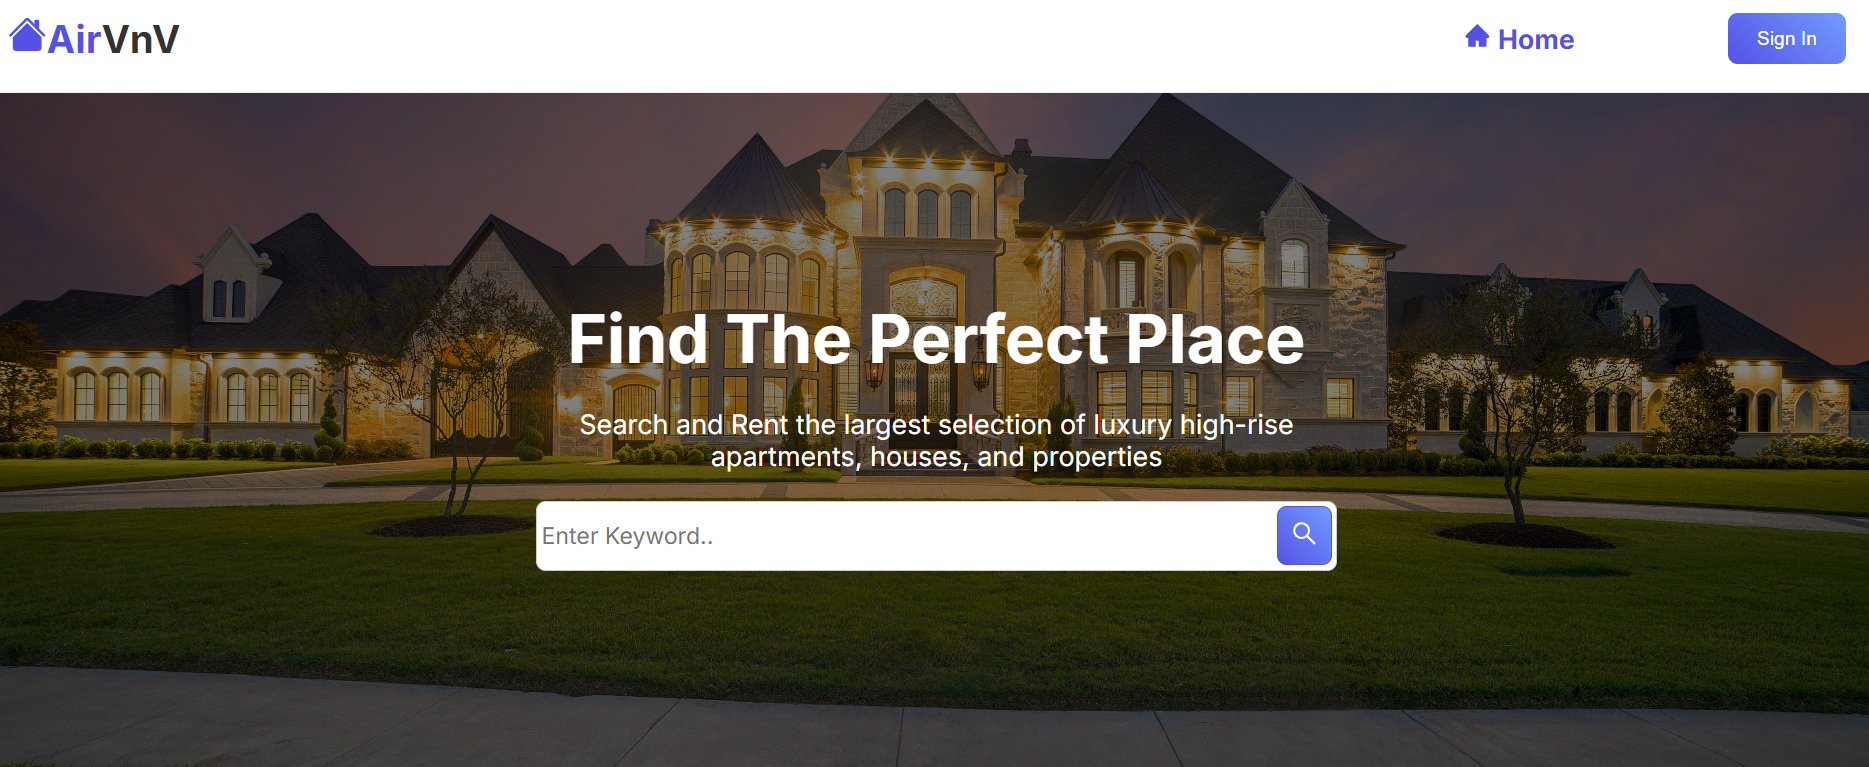 AirVnV
Home
Sign In
Find The Perfect Place
Search and Rent the largest selection of luxury high-rise
apartments, houses, and properties
Enter Keyword..